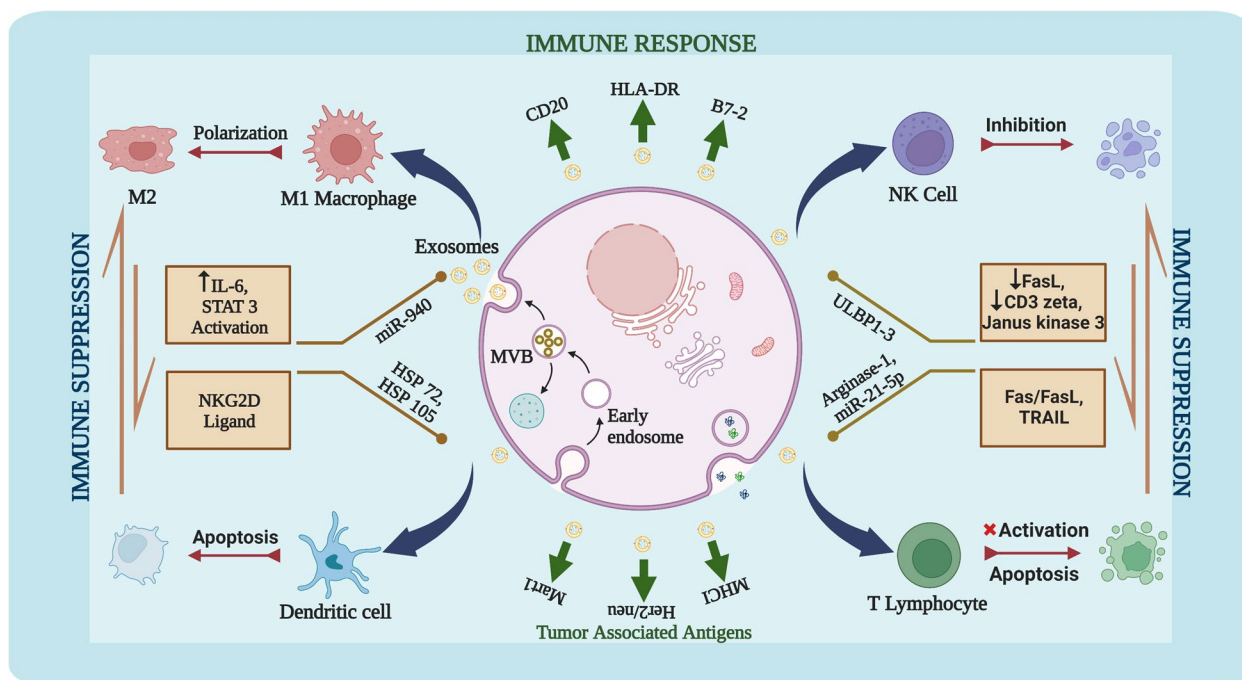 IMMUNE RESPONSE
CD20
HLA-DR
B7-2
Polarization
M2
M1 Macrophage
Inhibition
NK Cell
Exosomes
IMMUNE SUPPRESSION
IL-6,
STAT 3
Activation
miR-940
NKG2D
Ligand
HSP 72,
HSP 105
MVB
Early
endosome
ULBP1-3
FasL,
CD3 zeta,
Janus kinase 3
Arginase-1,
miR-21-5p
Fas/FasL,
TRAIL
IMMUNE SUPPRESSION
Apoptosis
Dendritic cell
Activation
Apoptosis
T Lymphocyte
Mart1
Her2/neu
MHC1
Tumor Associated Antigens